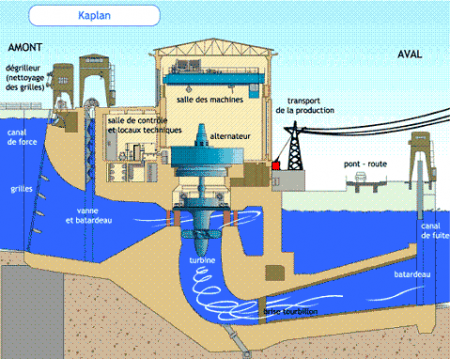 Kaplan
AMONT
AVAL
dégrilleur
(nettoyage
des grilles)
salle des machines
transport
de la production
salle de contrôle
et locaux techniques
alternateur
canal
de force
pont - route
grilles
vanne
et batardeau
canal
de fuite
turbine
batardeau
brise tourbillon